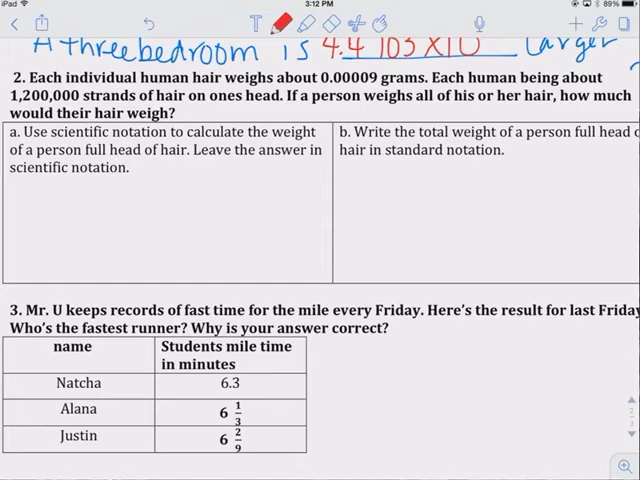 iPad
3:12 PM
89%
T
A three bedroom is 4.4103 X10 larger
2. Each individual human hair weighs about 0.00009 grams. Each human being about
1,200,000 strands of hair on ones head. If a person weighs all of his or her hair, how much
would their hair weigh?
a. Use scientific notation to calculate the weight
of a person full head of hair. Leave the answer in
scientific notation.
b. Write the total weight of a person full head o
hair in standard notation.
3. Mr. U keeps records of fast time for the mile every Friday. Here's the result for last Friday
Who's the fastest runner? Why is your answer correct?
name Students mile time
in minutes
Natcha 6.3
Alana 6 1/3
Justin 6 2/9